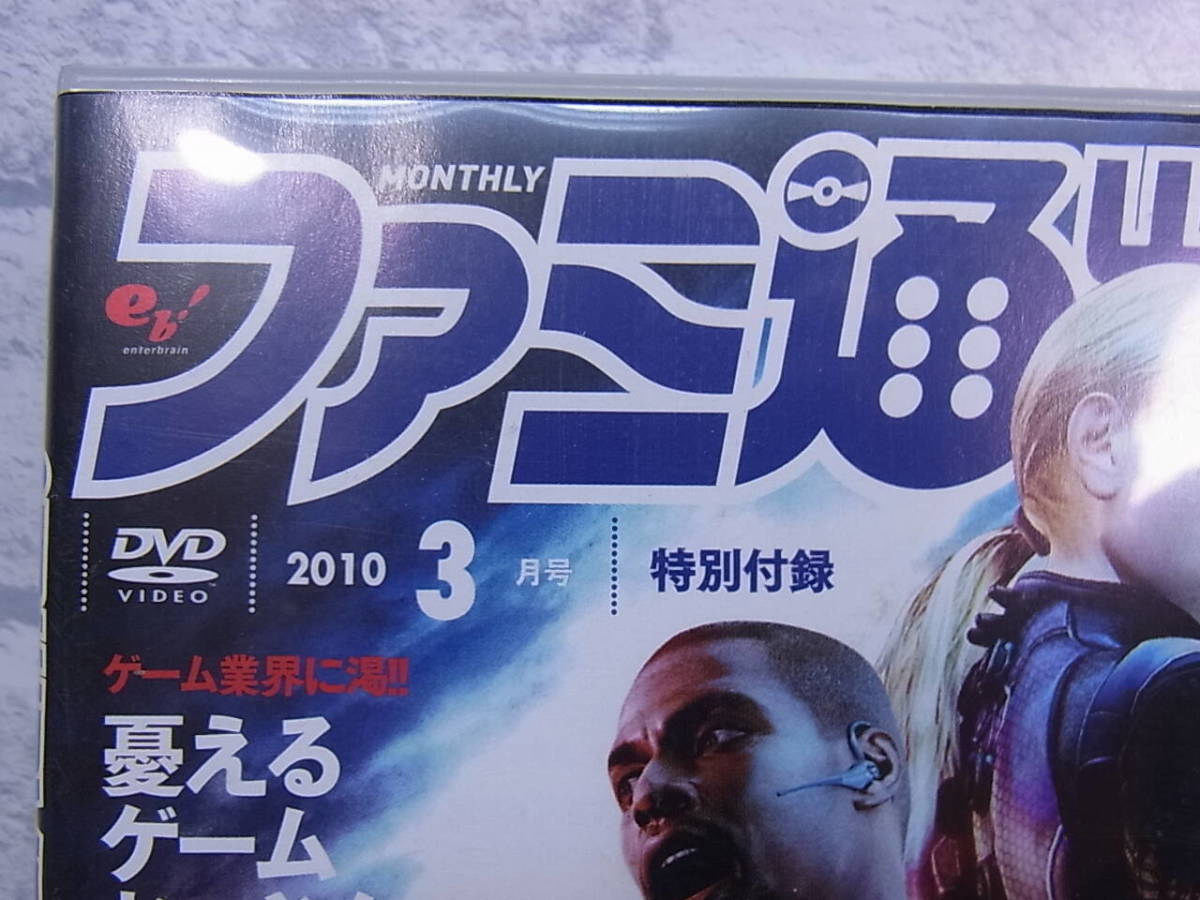 MONTHLY
ファミ通
eb!
enterbrain
DVD
VIDEO
2010 3月号
特別付録
ゲーム業界に渇!!
憂える
ゲーム